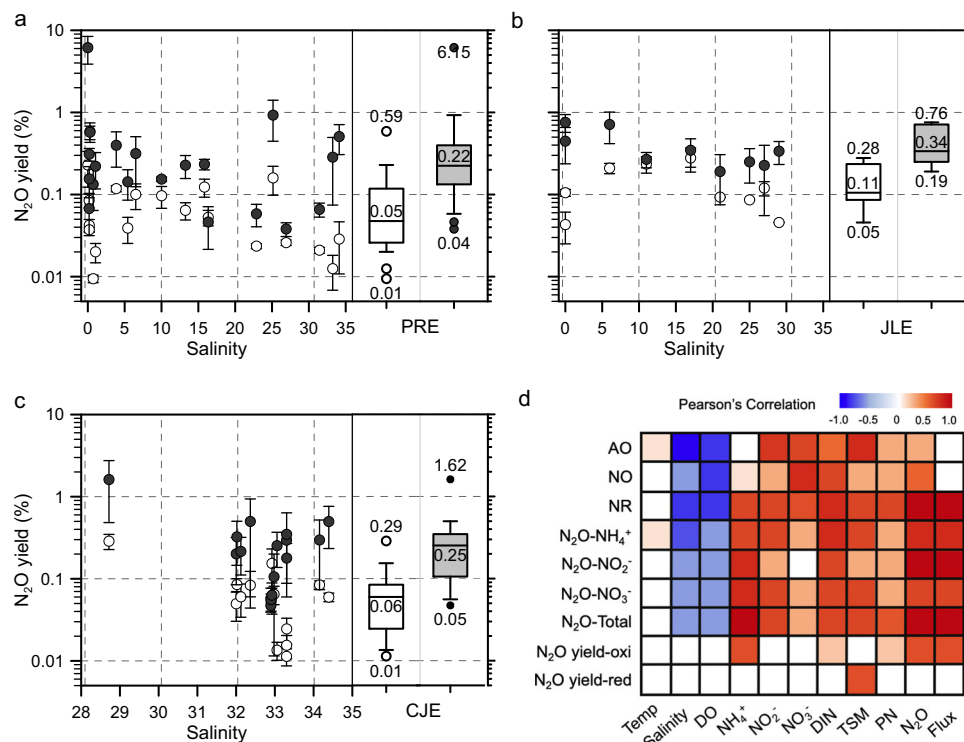 a
N₂O yield (%)
10
1
0.1
0.01
0 5 10 15 20 25 30 35
Salinity
0.59
0.05
0.01
6.15
0.22
0.04
PRE
b
10
1
0.1
0.01
0 5 10 15 20 25 30 35
Salinity
0.28
0.11
0.05
0.76
0.34
0.19
JLE
c
N₂O yield (%)
10
1
0.1
0.01
28 29 30 31 32 33 34 35
Salinity
0.29
0.06
0.01
1.62
0.25
0.05
CJE
d
Pearson's Correlation
-1.0 0.0 1.0
AO
NO
NR
N₂O-NH₄⁺
N₂O-NO₂⁻
N₂O-NO₃⁻
N₂O-Total
N₂O yield-oxi
N₂O yield-red
Temp Salinity DO NH₄⁺ NO₂⁻ NO₃⁻ DIN TSM PN N₂O Flux